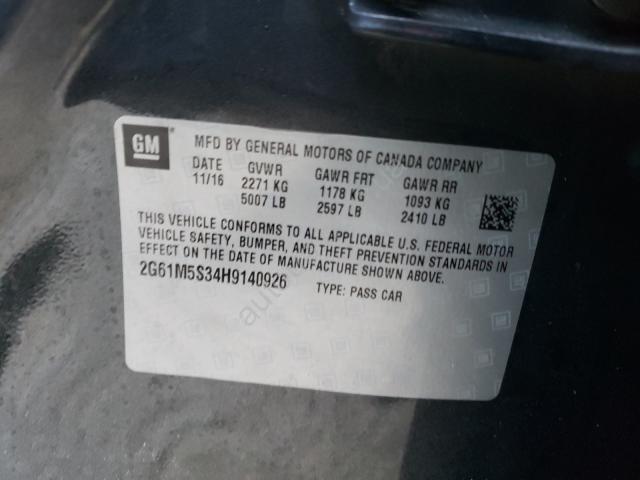 GM
MFD BY GENERAL MOTORS OF CANADA COMPANY
DATE GVWR GAWR FRT GAWR RR
11/16 2271 KG 1178 KG 1093 KG
5007 LB 2597 LB 2410 LB
THIS VEHICLE CONFORMS TO ALL APPLICABLE U.S. FEDERAL MOTOR
VEHICLE SAFETY, BUMPER, AND THEFT PREVENTION STANDARDS IN
EFFECT ON THE DATE OF MANUFACTURE SHOWN ABOVE.
2G61M5S34H9140926 TYPE: PASS CAR